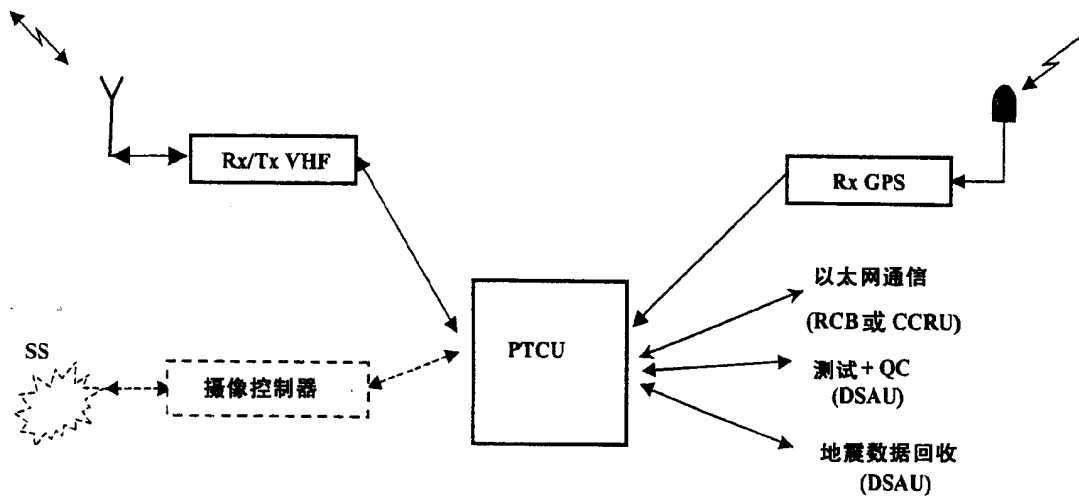 Rx/Tx VHF
Rx GPS
以太网通信
(RCB或 CCRU)
PTCU
SS
摄像控制器
测试 + QC
(DSAU)
地震数据回收
(DSAU)